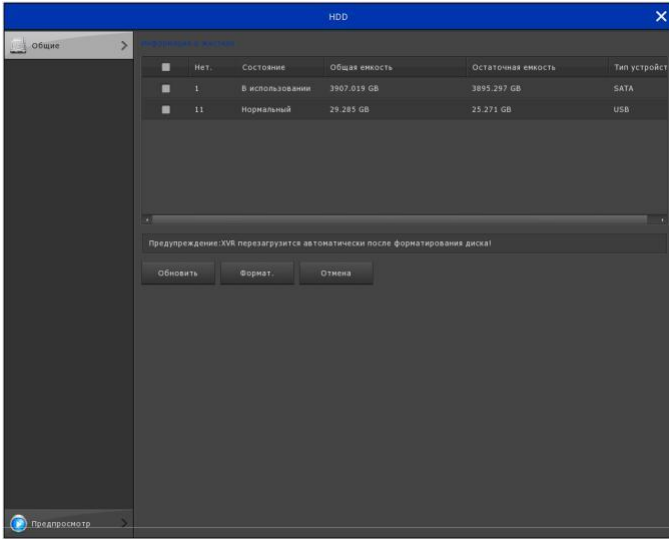 HDD
Общие
Нет. Состояние Общая емкость Остаточная емкость Тип устройст
1 В использовании 3907.019 GB 3895.297 GB SATA
11 Нормальный 29.285 GB 25.271 GB USB
Предупреждение:XVR перезагрузится автоматически после форматирования диска!
Обновить Формат. Отмена
Предпросмотр